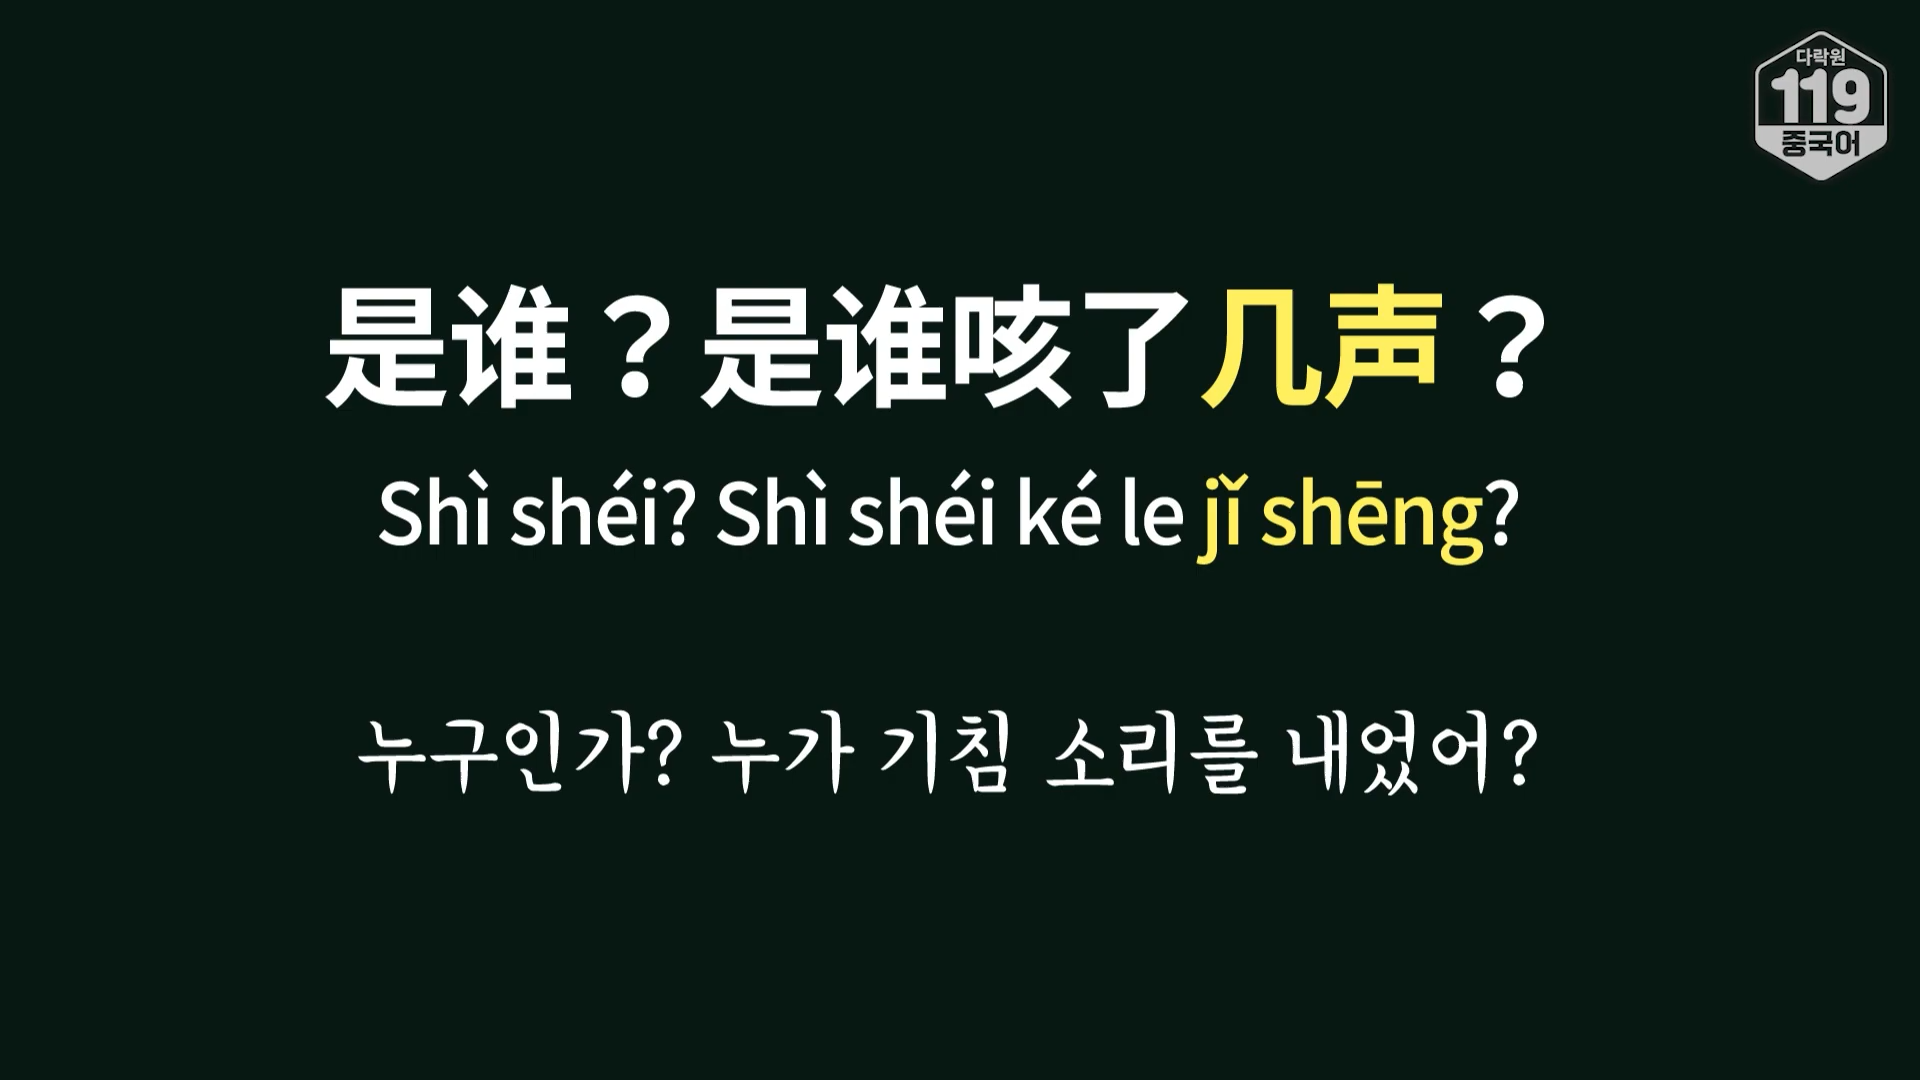 다락원
119
중국어
是谁？是谁咳了几声？
Shì shéi? Shì shéi ké le jǐ shēng?
누구인가? 누가 기침 소리를 내었어?